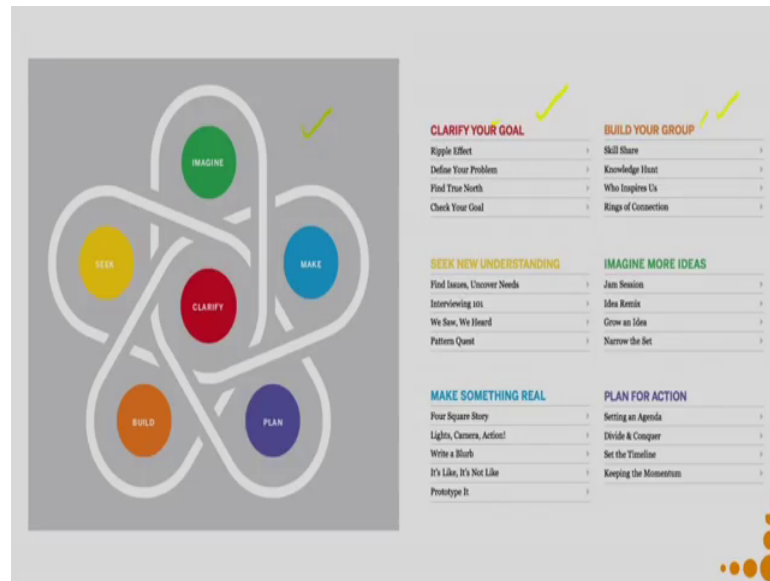 IMAGINE
SEEK
MAKE
CLARIFY
BUILD
PLAN
CLARIFY YOUR GOAL
Ripple Effect
Define Your Problem
Find True North
Check Your Goal
BUILD YOUR GROUP
Skill Share
Knowledge Hunt
Who Inspires Us
Rings of Connection
SEEK NEW UNDERSTANDING
Find Issues, Uncover Needs
Interviewing 101
We Saw, We Heard
Pattern Quest
IMAGINE MORE IDEAS
Jam Session
Idea Remix
Grow an Idea
Narrow the Set
MAKE SOMETHING REAL
Four Square Story
Lights, Camera, Action!
Write a Blurb
It's Like, It's Not Like
Prototype It
PLAN FOR ACTION
Setting an Agenda
Divide & Conquer
Set the Timeline
Keeping the Momentum